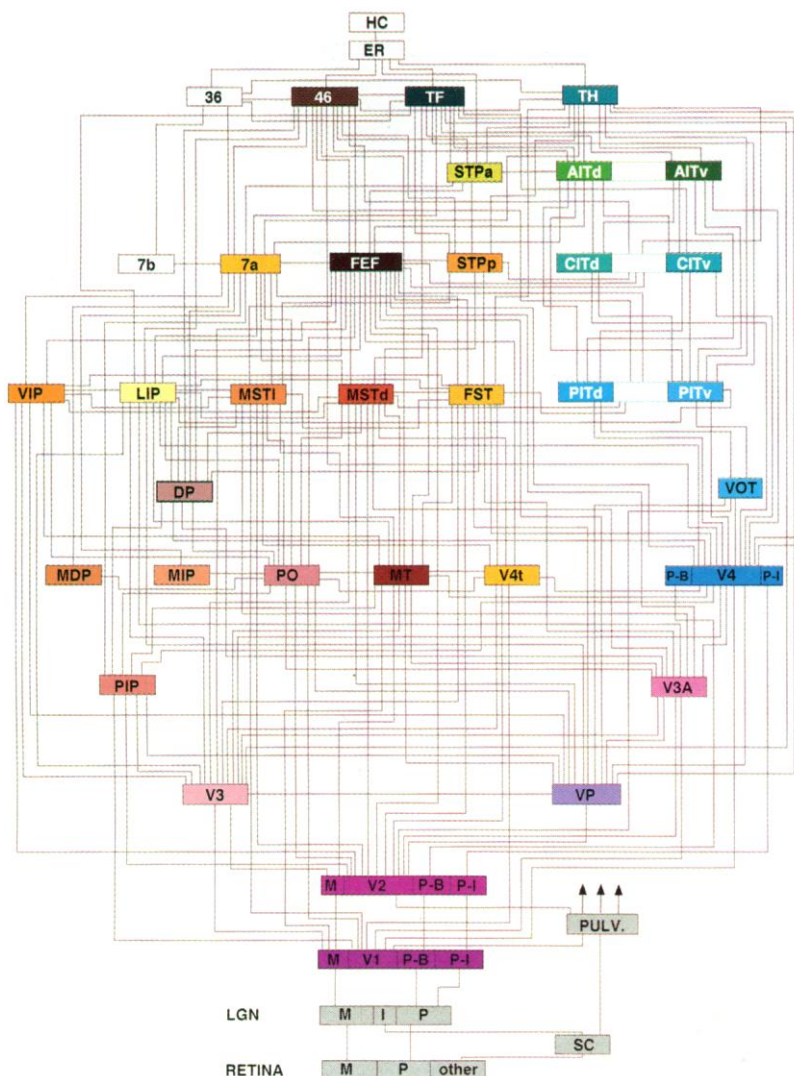 HC
ER
36 46 TF TH
STPa AITd AITv
7b 7a FEF STPp CITd CITv
VIP LIP MSTl MSTd FST PITd PITv
DP VOT
MDP MIP PO MT V4t P-B V4 P-I
PIP V3A
V3 VP
M V2 P-B P-I
PULV.
M V1 P-B P-I
LGN M I P
SC
RETINA M P other